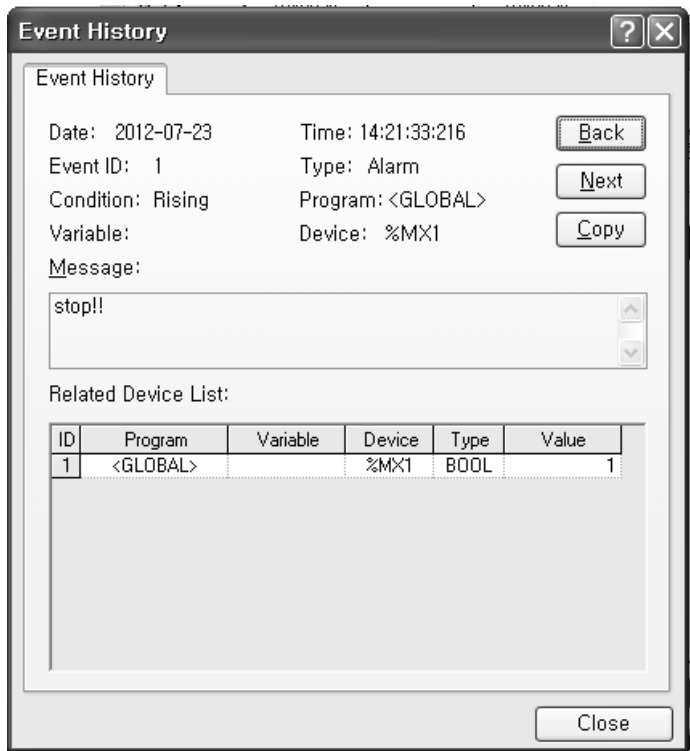 Event History
Event History
Date: 2012-07-23 Time: 14:21:33:216 Back
Event ID: 1 Type: Alarm Next
Condition: Rising Program: <GLOBAL>
Variable: Device: %MX1 Copy
Message:
stop!!
Related Device List:
ID Program Variable Device Type Value
1 <GLOBAL> %MX1 BOOL 1
Close